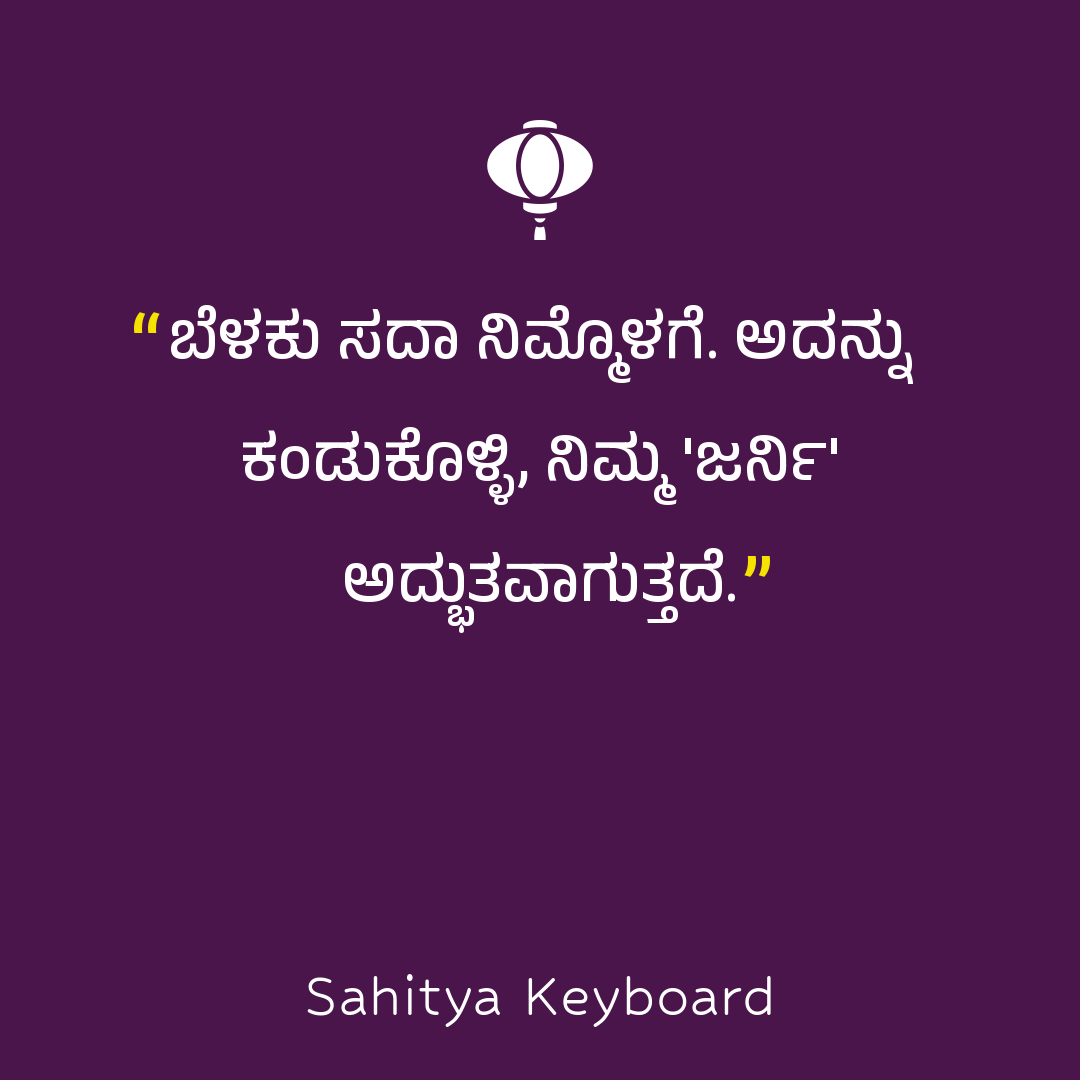 “ಬೆಳಕು ಸದಾ ನಿಮ್ಮೊಳಗೆ. ಅದನ್ನು
ಕಂಡುಕೊಳ್ಳಿ, ನಿಮ್ಮ 'ಜರ್ನಿ'
ಅದ್ಭುತವಾಗುತ್ತದೆ.”
Sahitya Keyboard